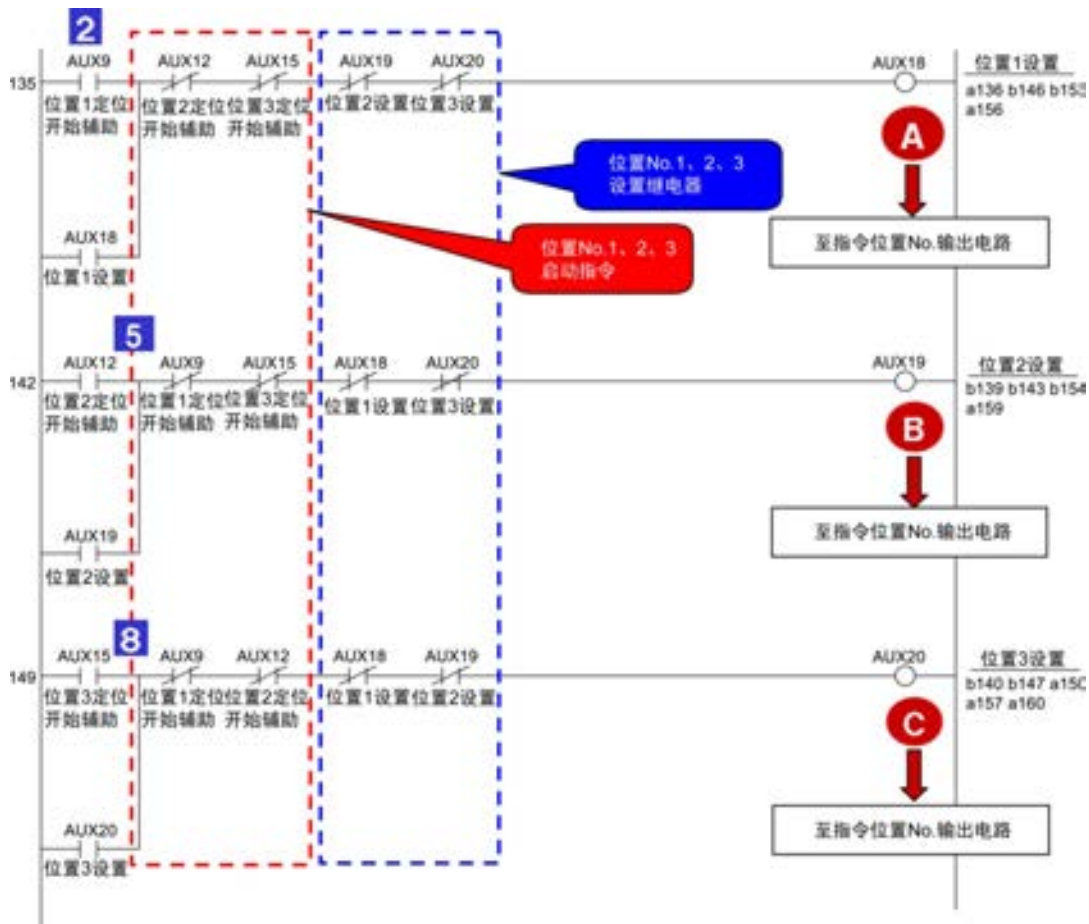 2
AUX9 AUX12 AUX15 AUX19 AUX20 AUX18 位置1设置
135
位置1定位 位置2定位 位置3定位 位置2设置 位置3设置 a136 b146 b153
开始辅助 开始辅助 开始辅助 a156
A
位置No.1、2、3
设置继电器
AUX18
位置1设置
位置No.1、2、3
启动指令
至指令位置No.输出电路
5
AUX12 AUX9 AUX15 AUX18 AUX20 AUX19 位置2设置
142
位置2定位 位置1定位 位置3定位 位置1设置 位置3设置 b139 b143 b154
开始辅助 开始辅助 开始辅助 a159
B
至指令位置No.输出电路
AUX19
位置2设置
8
AUX15 AUX9 AUX12 AUX18 AUX19 AUX20 位置3设置
149
位置3定位 位置1定位 位置2定位 位置1设置 位置2设置 b140 b147 a150
开始辅助 开始辅助 开始辅助 a157 a160
C
至指令位置No.输出电路
AUX20
位置3设置